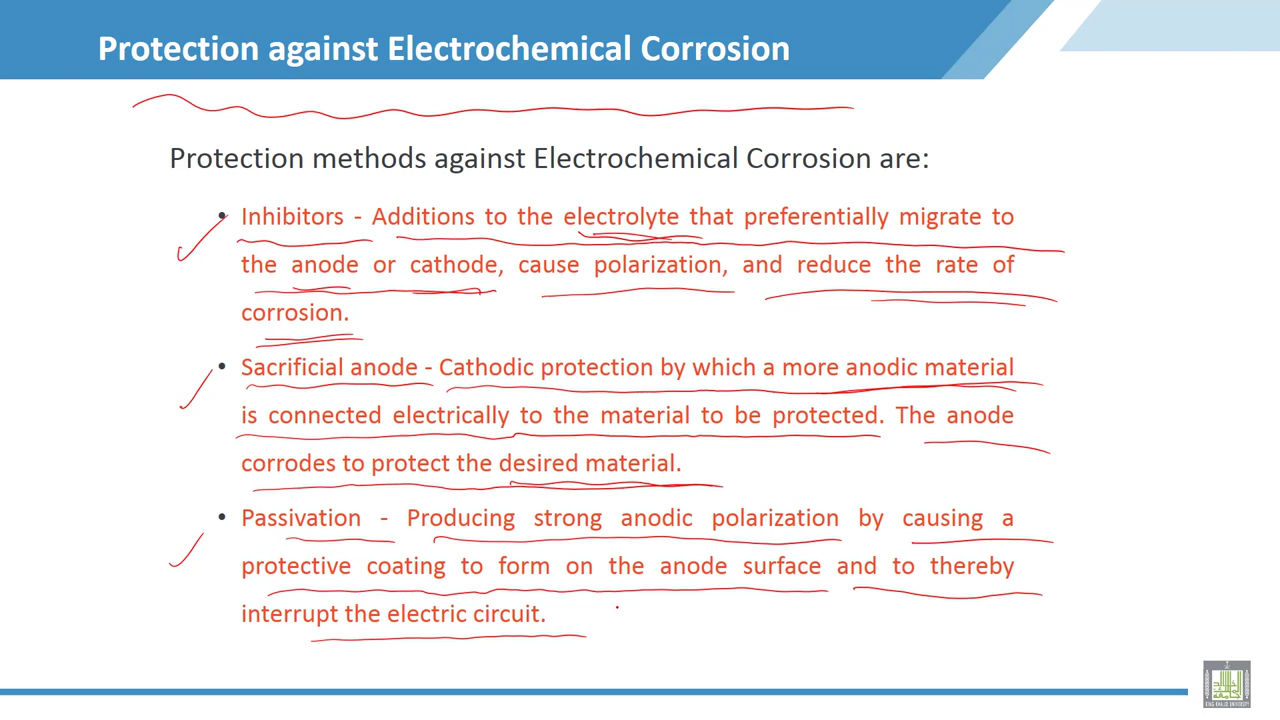 Protection against Electrochemical Corrosion
Protection methods against Electrochemical Corrosion are:
• Inhibitors - Additions to the electrolyte that preferentially migrate to
the anode or cathode, cause polarization, and reduce the rate of
corrosion.
• Sacrificial anode - Cathodic protection by which a more anodic material
is connected electrically to the material to be protected. The anode
corrodes to protect the desired material.
• Passivation - Producing strong anodic polarization by causing a
protective coating to form on the anode surface and to thereby
interrupt the electric circuit.
KING KHALID UNIVERSITY